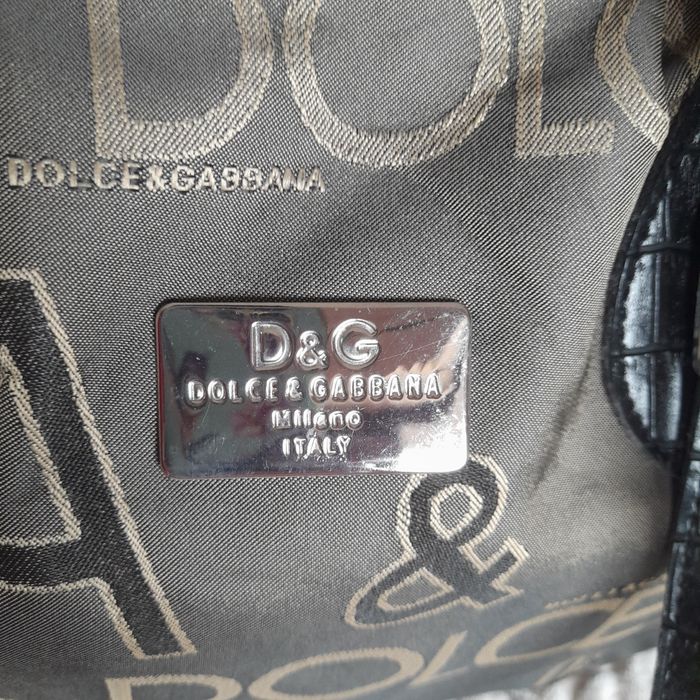 DOLC
DOLCE&GABBANA
D&G
DOLCE & GABBANA
Milano
ITALY
A
&
DOLCE